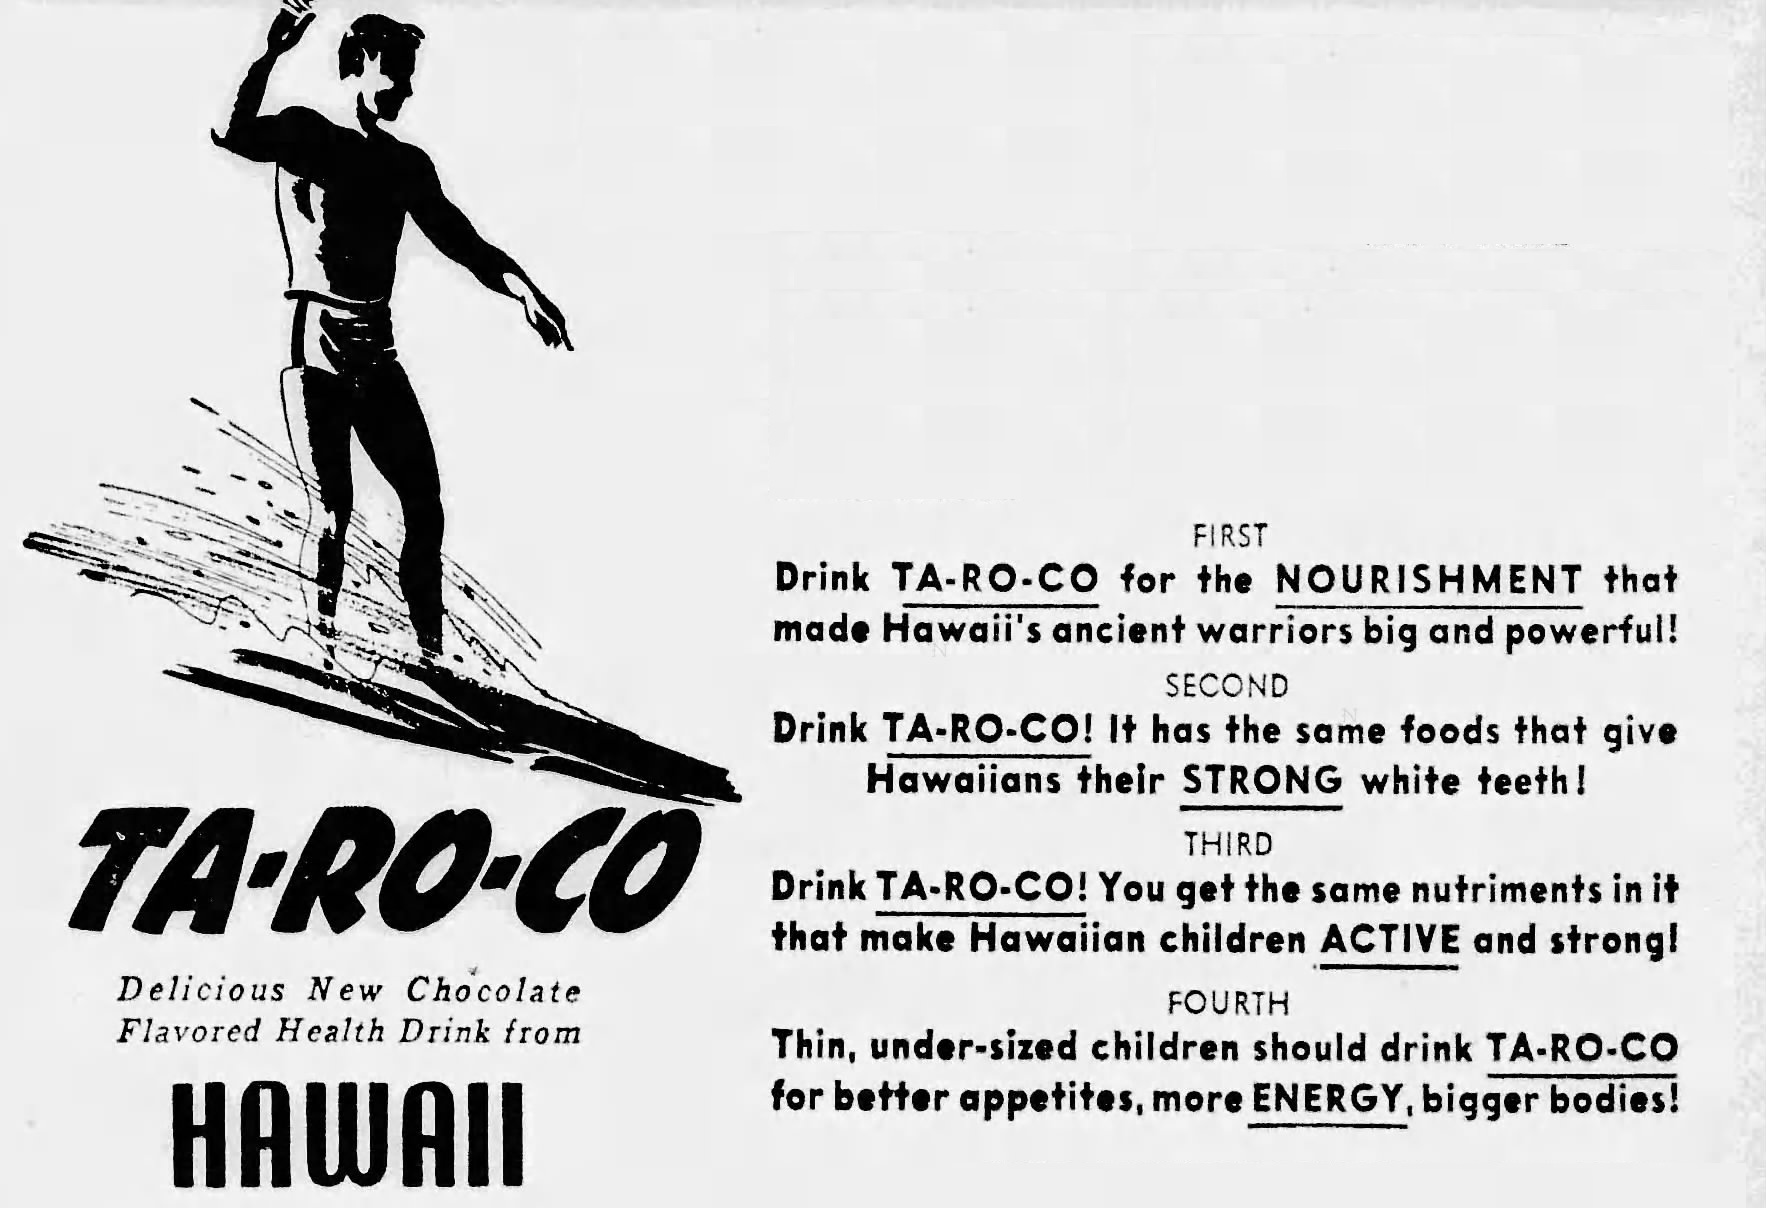 TA-RO-CO
Delicious New Chocolate
Flavored Health Drink from
HAWAII
FIRST
Drink TA-RO-CO for the NOURISHMENT that
made Hawaii's ancient warriors big and powerful!
SECOND
Drink TA-RO-CO! It has the same foods that give
Hawaiians their STRONG white teeth!
THIRD
Drink TA-RO-CO! You get the same nutriments in it
that make Hawaiian children ACTIVE and strong!
FOURTH
Thin, under-sized children should drink TA-RO-CO
for better appetites, more ENERGY, bigger bodies!